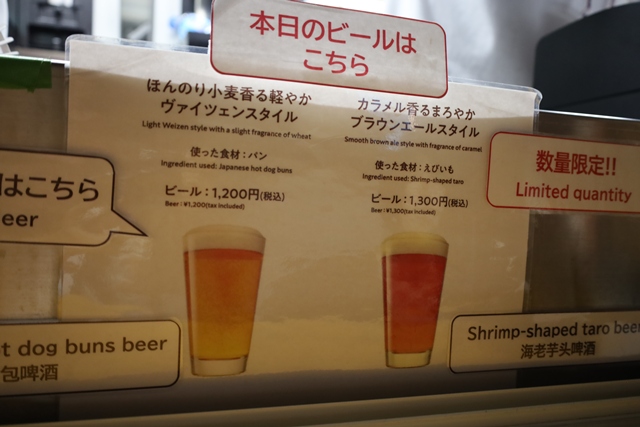 本日のビールは
こちら
ほんのり小麦香る軽やか
ヴァイツェンスタイル
Light Weizen style with a slight fragrance of wheat
使った食材：パン
Ingredient used: Japanese hot dog buns
ビール：1,200円(税込)
Beer : ¥1,200(tax included)
カラメル香るまろやか
ブラウンエールスタイル
Smooth brown ale style with fragrance of caramel
使った食材：えびいも
Ingredient used: Shrimp-shaped taro
ビール：1,300円(税込)
Beer : ¥1,300(tax included)
数量限定!!
Limited quantity
はこちら
eer
t dog buns beer
包啤酒
Shrimp-shaped taro beer
海老芋头啤酒